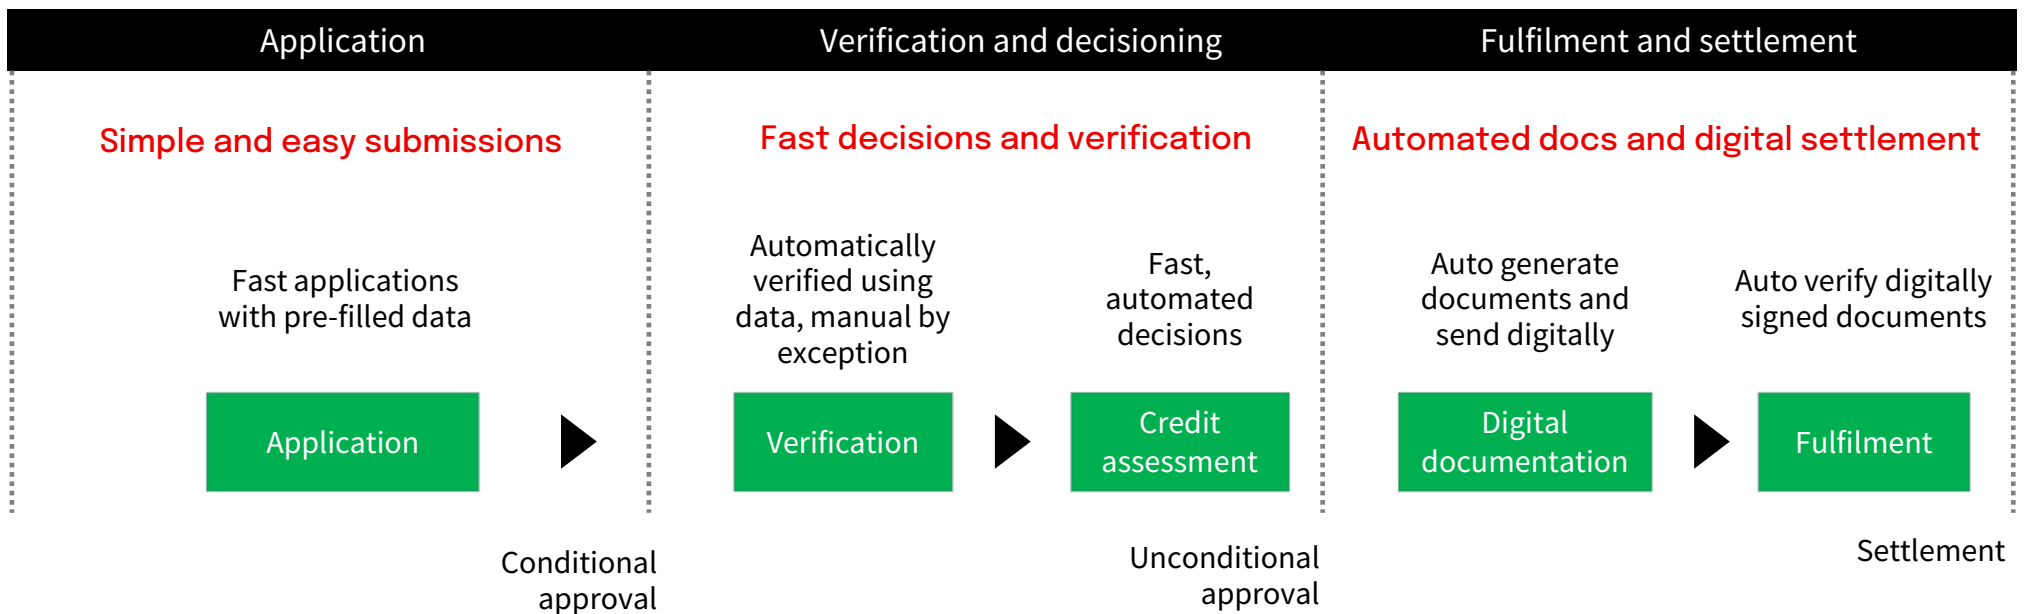 Application
Verification and decisioning
Fulfilment and settlement
Simple and easy submissions
Fast decisions and verification
Automated docs and digital settlement
Fast applications
with pre-filled data
Automatically
verified using
data, manual by
exception
Fast,
automated
decisions
Auto generate
documents and
send digitally
Auto verify digitally
signed documents
Application
Verification
Credit
assessment
Digital
documentation
Fulfilment
Conditional
approval
Unconditional
approval
Settlement